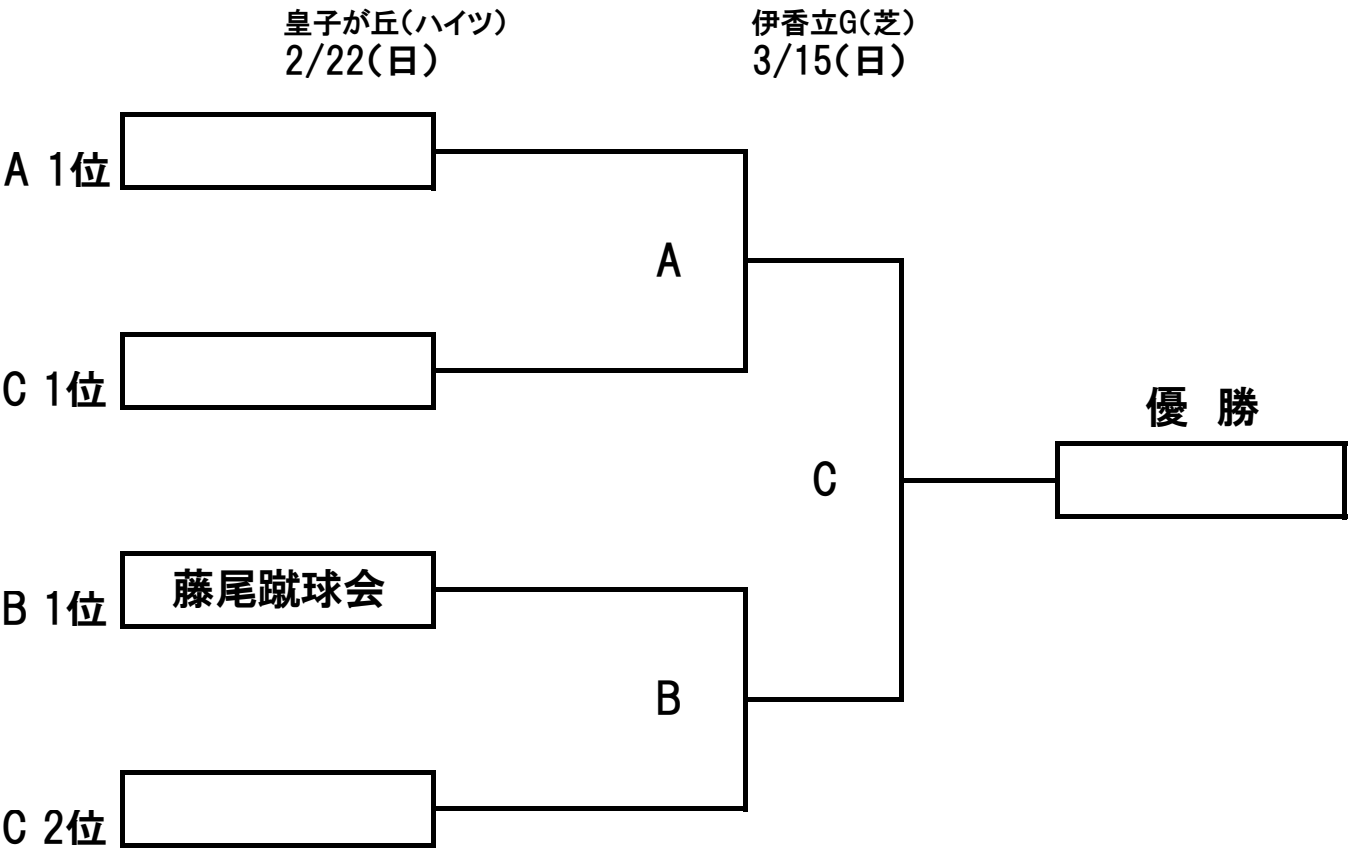 皇子が丘(ハイツ)
2/22(日)
伊香立G(芝)
3/15(日)
A 1位
A
C 1位
優 勝
C
B 1位
藤尾蹴球会
B
C 2位